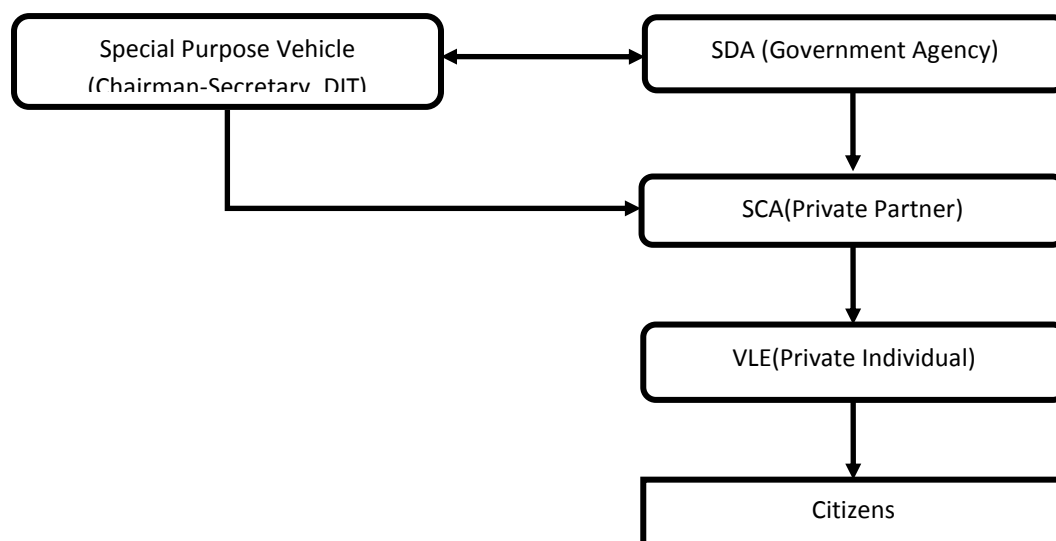 Special Purpose Vehicle
(Chairman-Secretary, DIT)
SDA (Government Agency)
SCA(Private Partner)
VLE(Private Individual)
Citizens